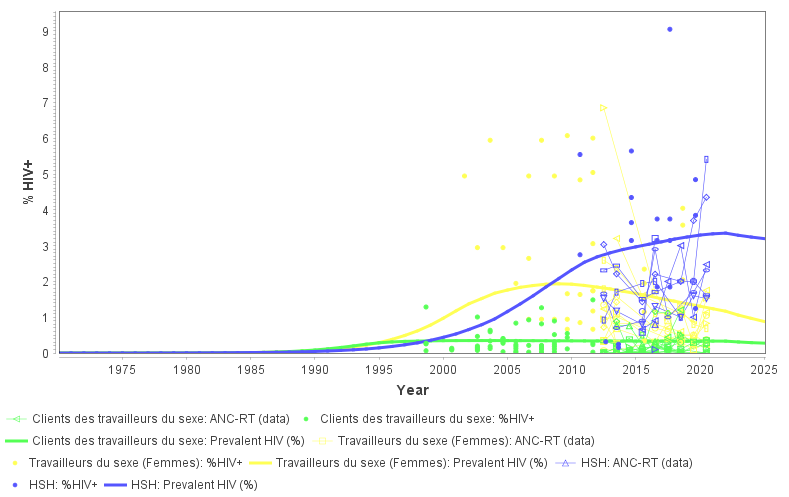 9
8
7
6
5
4
3
2
1
0
% HIV+
1975 1980 1985 1990 1995 2000 2005 2010 2015 2020 2025
Year
Clients des travailleurs du sexe: ANC-RT (data) Clients des travailleurs du sexe: %HIV+
Clients des travailleurs du sexe: Prevalent HIV (%) Travailleurs du sexe (Femmes): ANC-RT (data)
Travailleurs du sexe (Femmes): %HIV+ Travailleurs du sexe (Femmes): Prevalent HIV (%) HSH: ANC-RT (data)
HSH: %HIV+ HSH: Prevalent HIV (%)